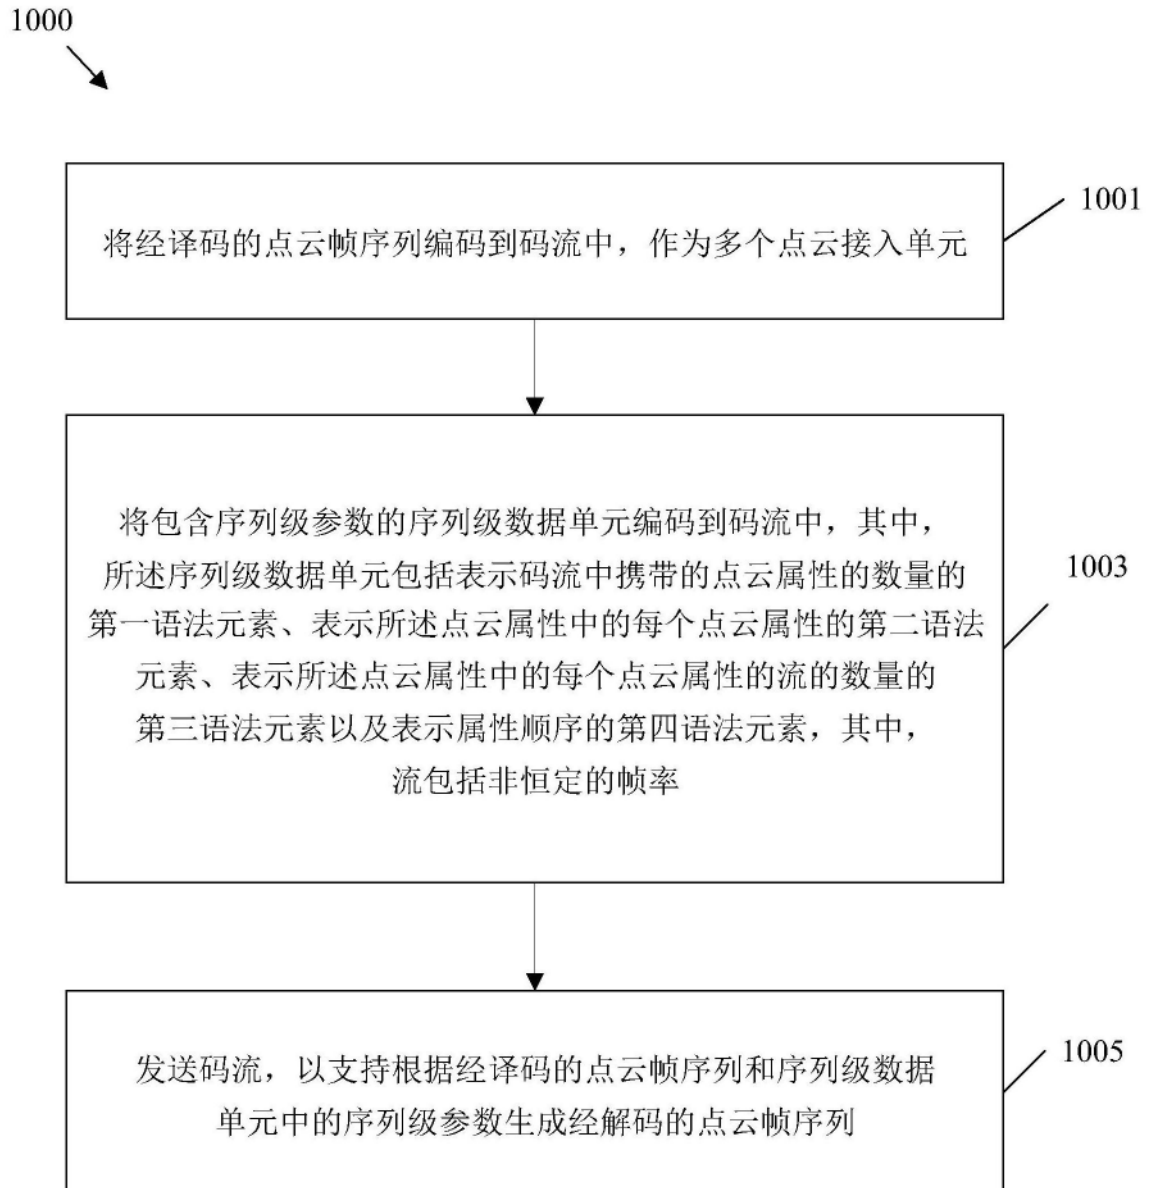 1000
将经译码的点云帧序列编码到码流中，作为多个点云接入单元
1001
将包含序列级参数的序列级数据单元编码到码流中，其中，
所述序列级数据单元包括表示码流中携带的点云属性的数量的
第一语法元素、表示所述点云属性中的每个点云属性的第二语法
元素、表示所述点云属性中的每个点云属性的流的数量的
第三语法元素以及表示属性顺序的第四语法元素，其中，
流包括非恒定的帧率
1003
发送码流，以支持根据经译码的点云帧序列和序列级数据
单元中的序列级参数生成经解码的点云帧序列
1005